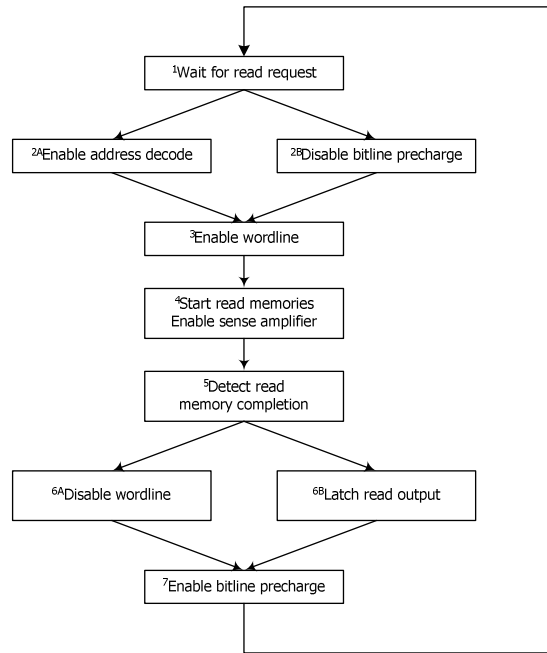 1Wait for read request
2AEnable address decode
2BDisable bitline precharge
3Enable wordline
4Start read memories
Enable sense amplifier
5Detect read
memory completion
6ADisable wordline
6BLatch read output
7Enable bitline precharge